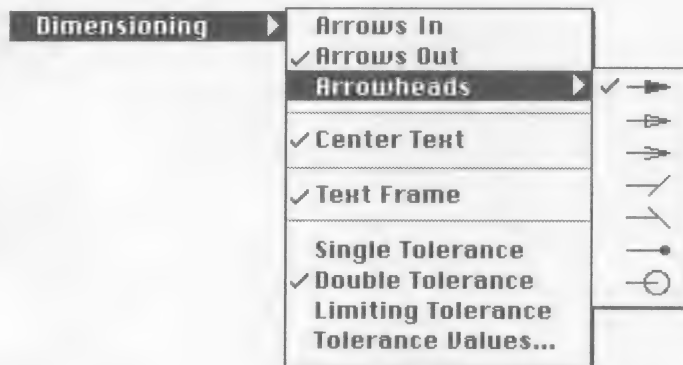 Dimensioning
Arrows In
Arrows Out
Arrowheads
Center Text
Text Frame
Single Tolerance
Double Tolerance
Limiting Tolerance
Tolerance Values...